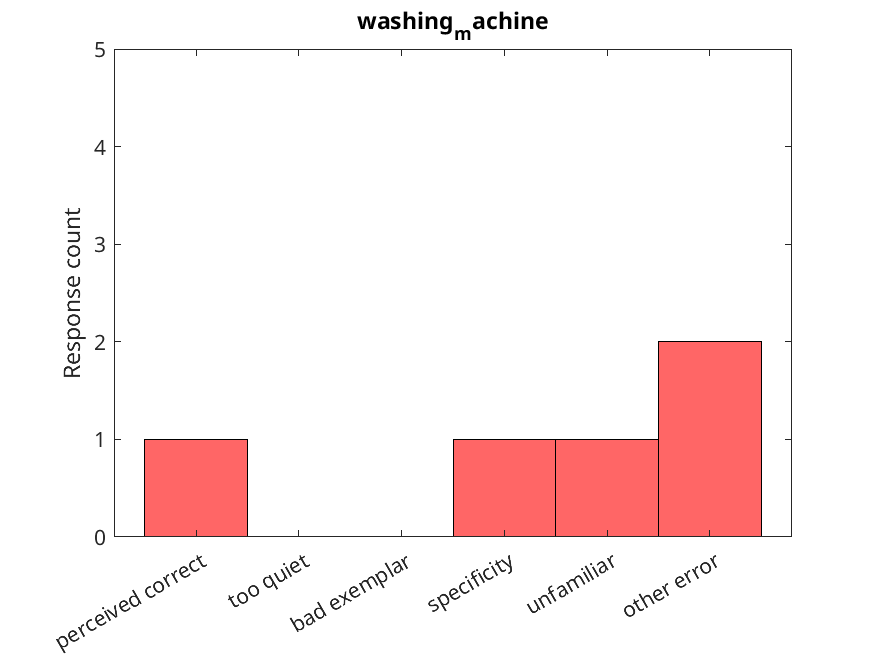 washing_machine
5
4
3
2
1
0
Response count
perceived correct
too quiet
bad exemplar
specificity
unfamiliar
other error